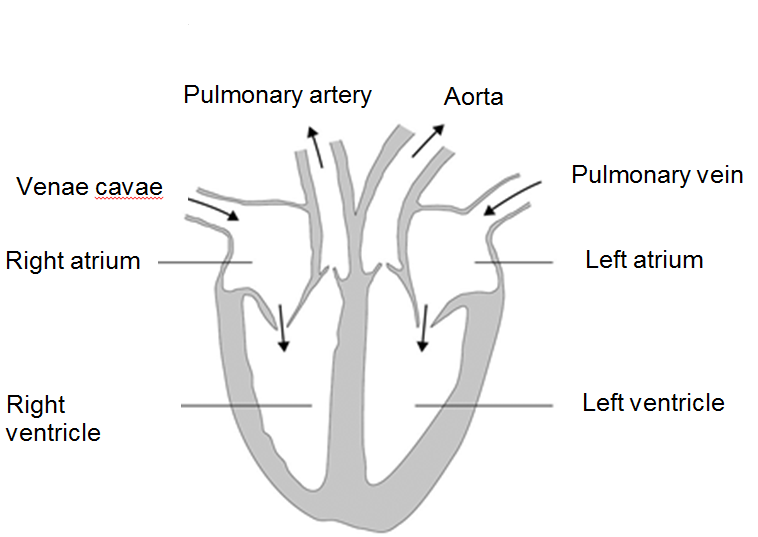 Pulmonary artery
Aorta
Venae cavae
Pulmonary vein
Right atrium
Left atrium
Right
ventricle
Left ventricle